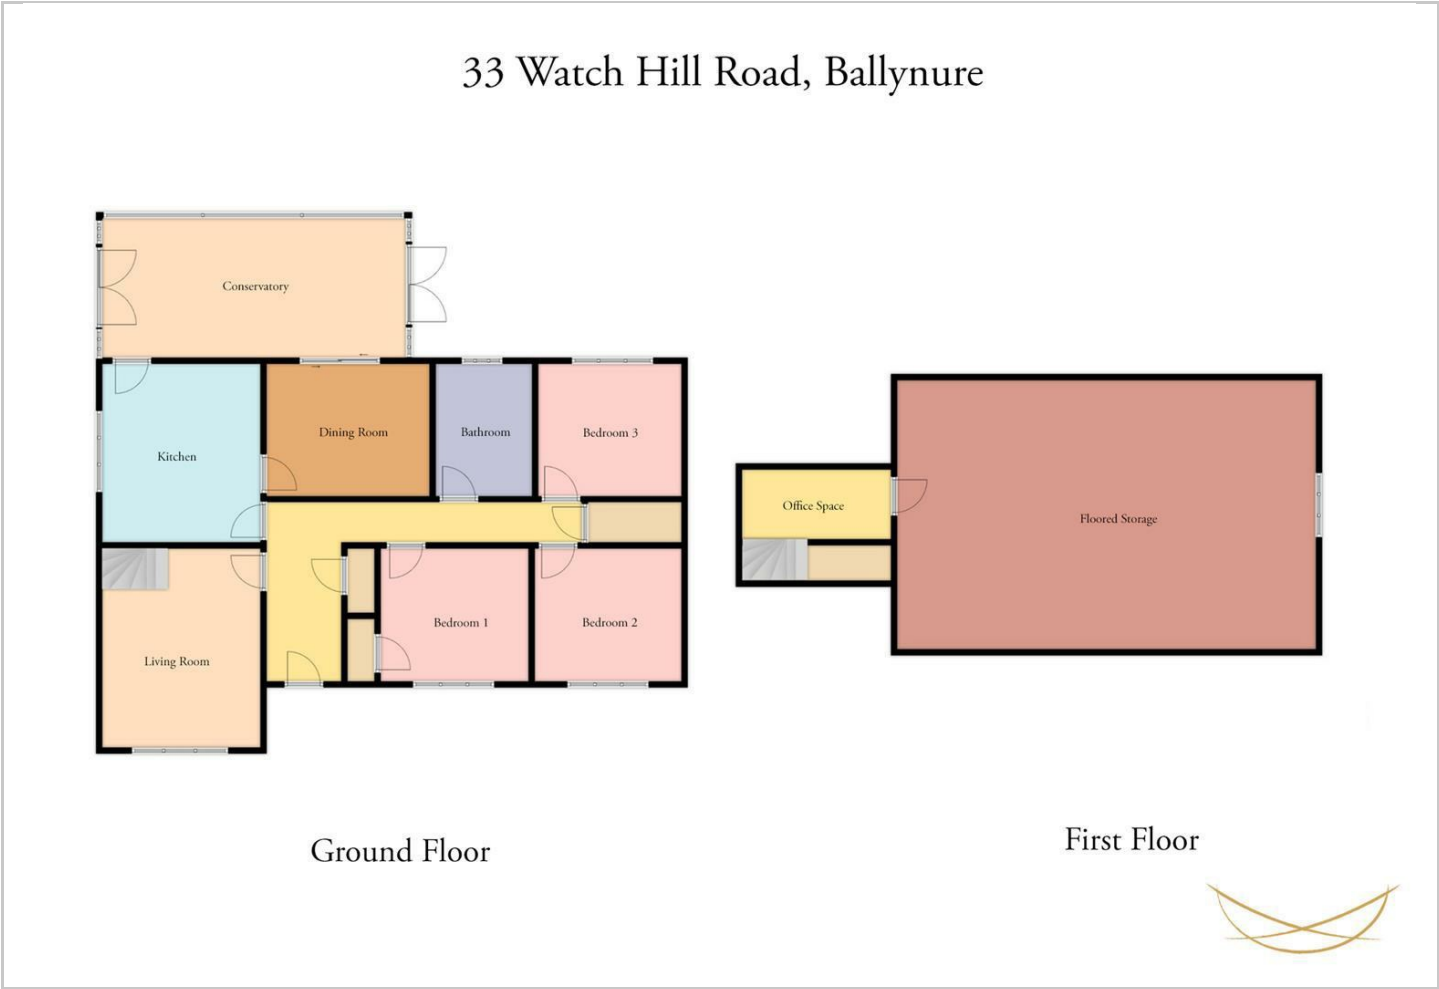 33 Watch Hill Road, Ballynure
Conservatory
Kitchen
Dining Room
Bathroom
Bedroom 3
Living Room
Bedroom 1
Bedroom 2
Office Space
Floored Storage
Ground Floor
First Floor